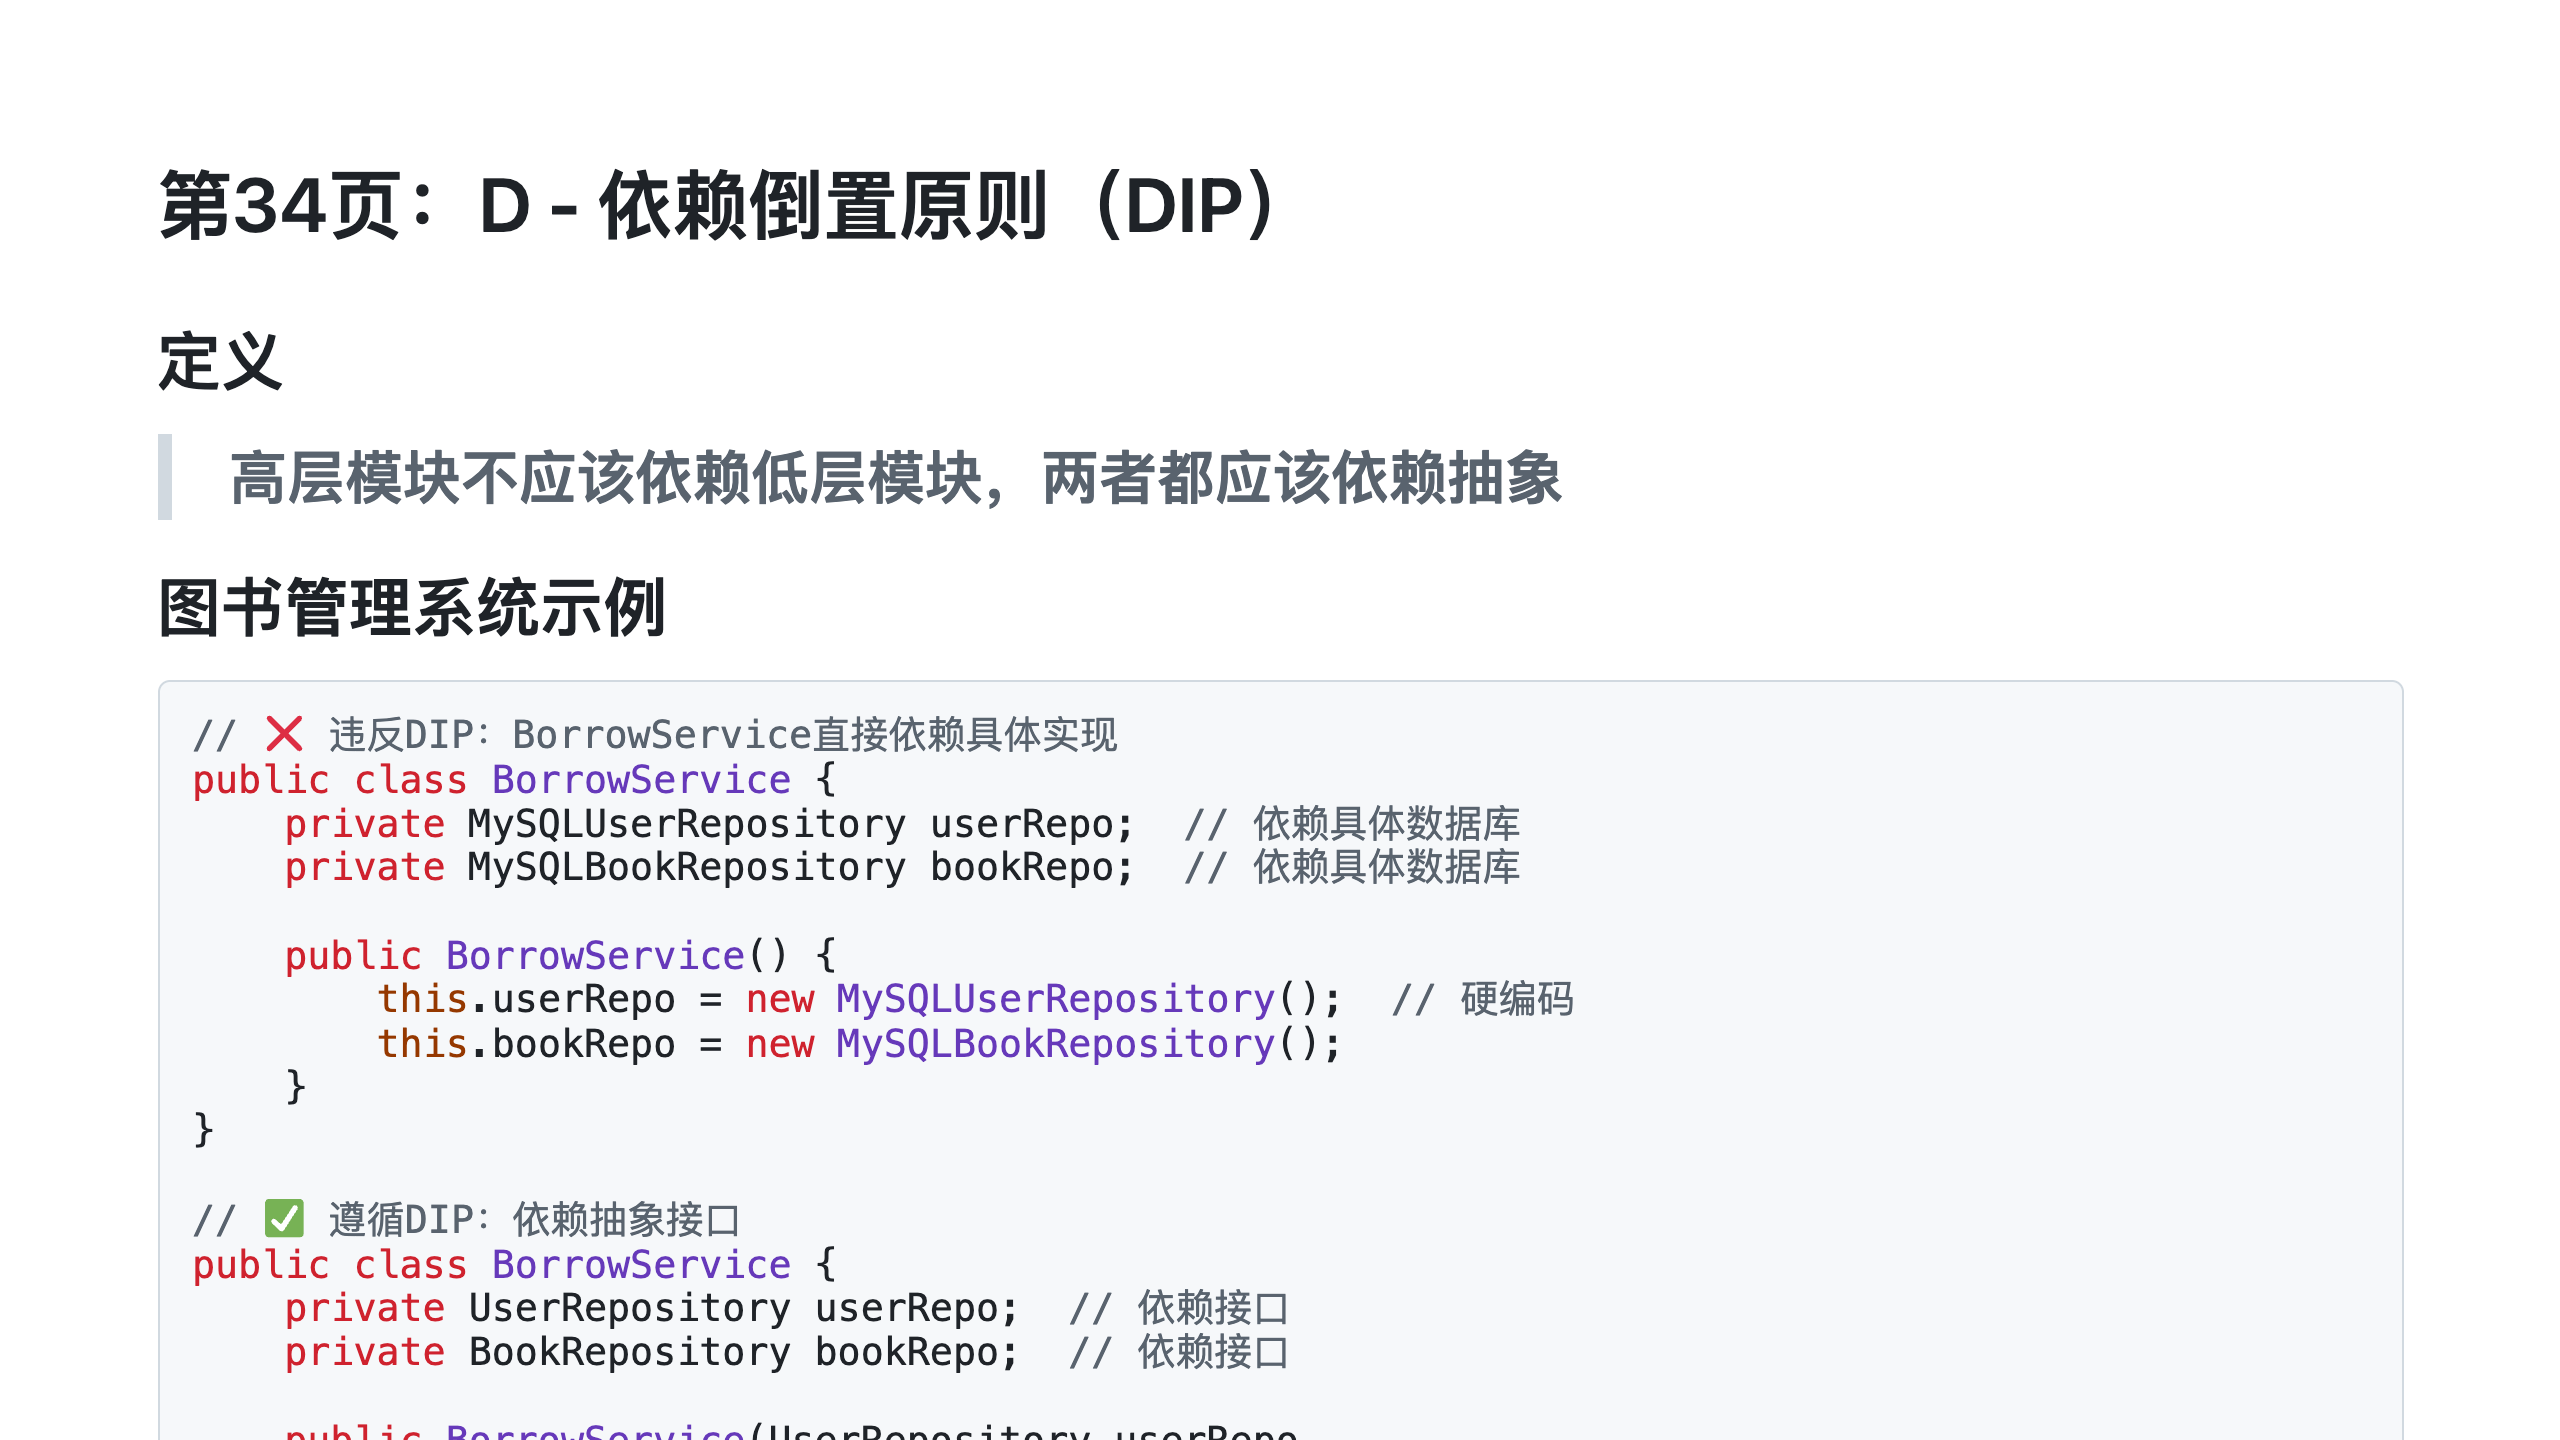 第34页：D - 依赖倒置原则（DIP）
定义
高层模块不应该依赖低层模块，两者都应该依赖抽象
图书管理系统示例
// ❌ 违反DIP：BorrowService直接依赖具体实现
public class BorrowService {
    private MySQLUserRepository userRepo;  // 依赖具体数据库
    private MySQLBookRepository bookRepo;  // 依赖具体数据库

    public BorrowService() {
        this.userRepo = new MySQLUserRepository();  // 硬编码
        this.bookRepo = new MySQLBookRepository();
    }
}

// ✅ 遵循DIP：依赖抽象接口
public class BorrowService {
    private UserRepository userRepo;  // 依赖接口
    private BookRepository bookRepo;  // 依赖接口

    public BorrowService(UserRepository userRepo